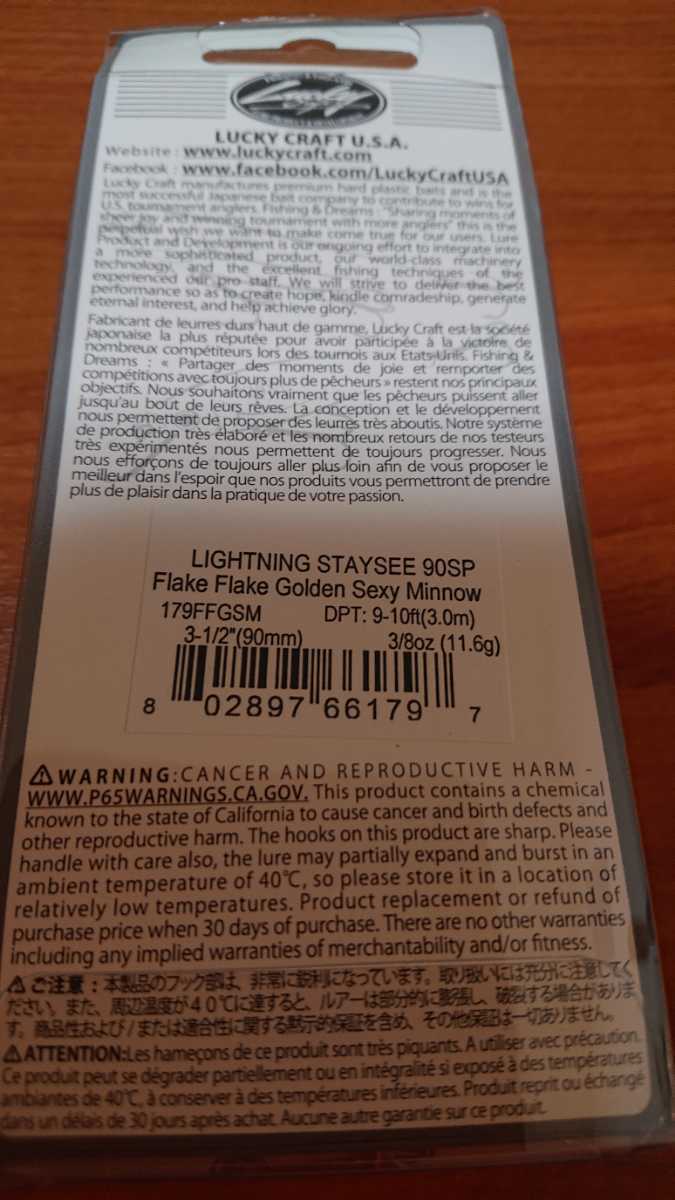 Lucky
LUCKY CRAFT U.S.A.
Website : www.luckycraft.com
Facebook : www.facebook.com/LuckyCraftUSA
Lucky Craft manufactures premium hard plastic baits and is the
most successful Japanese bait company to contribute to wins for
U.S. tournament anglers. Fishing & Dreams : "Sharing moments of
sheer joy and winning tournament with more anglers" this is the
perpetual wish we want to make come true for our users. Lure
Product and Development is our ongoing effort to integrate into
a more sophisticated product, our world-class machinery
technology, and the excellent fishing techniques of the
experienced our pro staff. We will strive to deliver the best
performance so as to create hope, kindle comradeship, generate
eternal interest, and help achieve glory.
Fabricant de leurres durs haut de gamme, Lucky Craft est la société
japonaise la plus réputée pour avoir participée à la victoire de
nombreux compétiteurs lors des tournois aux Etats-Unis. Fishing &
Dreams : « Partager des moments de joie et remporter des
compétitions avec toujours plus de pêcheurs » restent nos principaux
objectifs. Nous souhaitons vraiment que les pêcheurs puissent aller
jusqu'au bout de leurs rêves. La conception et le développement
nous permettent de proposer des leurres très aboutis. Notre système
de production très élaboré et les nombreux retours de nos testeurs
très expérimentés nous permettent de toujours progresser. Nous
nous efforçons de toujours aller plus loin afin de vous proposer le
meilleur dans l'espoir que nos produits vous permettront de prendre
plus de plaisir dans la pratique de votre passion.
LIGHTNING STAYSEE 90SP
Flake Flake Golden Sexy Minnow
179FFGSM DPT: 9-10ft(3.0m)
3-1/2"(90mm) 3/8oz (11.6g)
8 02897 66179 7
⚠WARNING:CANCER AND REPRODUCTIVE HARM -
WWW.P65WARNINGS.CA.GOV. This product contains a chemical
known to the state of California to cause cancer and birth defects and
other reproductive harm. The hooks on this product are sharp. Please
handle with care also, the lure may partially expand and burst in an
ambient temperature of 40℃, so please store it in a location of
relatively low temperatures. Product replacement or refund of
purchase price when 30 days of purchase. There are no other warranties
including any implied warranties of merchantability and/or fitness.
⚠ご注意：本製品のフック部は、非常に鋭利になっています。取り扱いには充分に注意してく
ださい。また、周辺温度が40℃に達すると、ルアーは部分的に膨張し、破裂する場合がありま
す。商品性および/または適合性に関する黙示的保証を含め、その他保証は一切ありません。
⚠ATTENTION:Les hameçons de ce produit sont très piquants. A utiliser avec précaution.
Ce produit peut se dégrader partiellement ou en intégralité si exposé à des températures
ambiantes de 40℃, à conserver à des températures inférieures. Produit reprit ou échangé
dans un délais de 30 jours après achat. Aucune autre garantie sur ce produit.